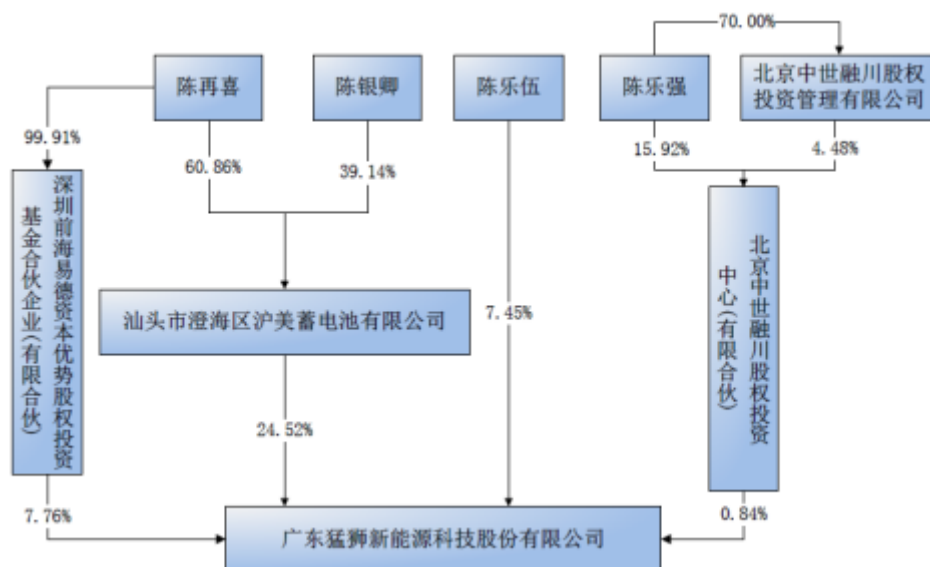 70.00%
陈再喜
陈银卿
陈乐伍
陈乐强
北京中世融川股权
投资管理有限公司
99.91%
60.86%
39.14%
15.92%
4.48%
深圳前海易德资本优势股权投资
基金合伙企业(有限合伙)
汕头市澄海区沪美蓄电池有限公司
7.45%
北京中世融川股权投资
中心(有限合伙)
24.52%
7.76%
0.84%
广东猛狮新能源科技股份有限公司